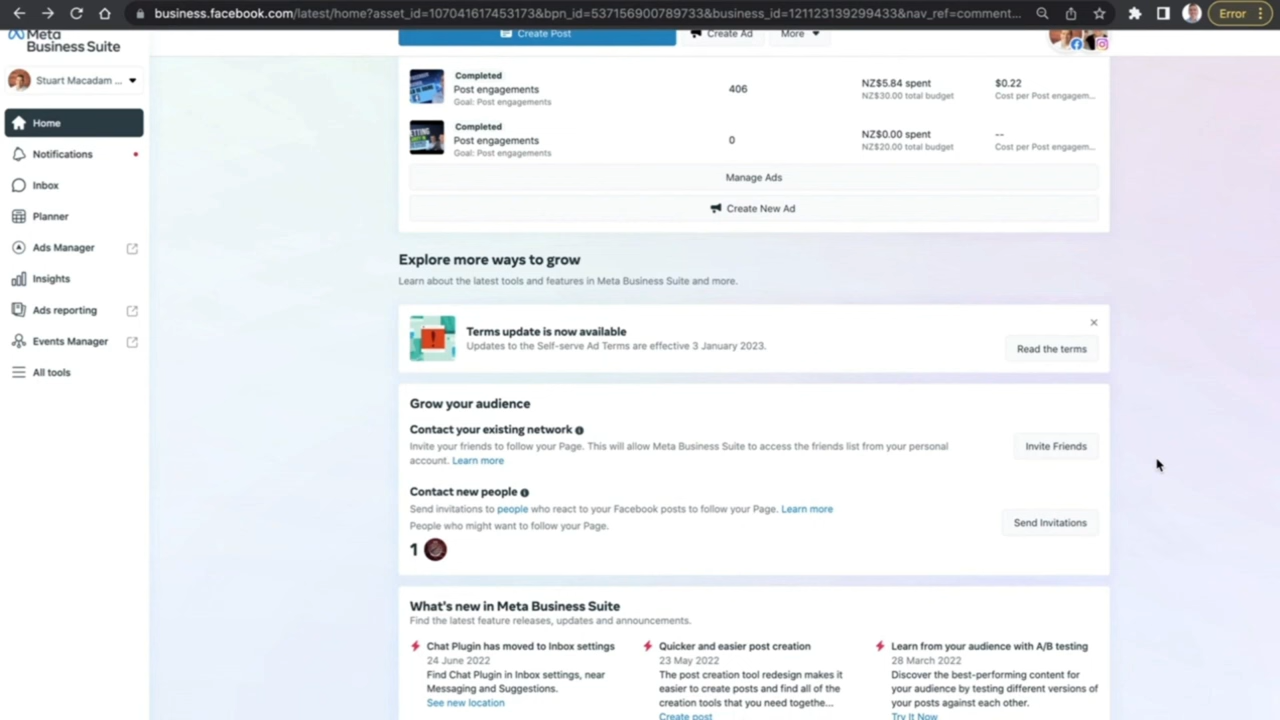 business.facebook.com/latest/home?asset_id=107041617453173&bpn_id=537156900789733&business_id=121123139299433&nav_ref=comment...
Error
Meta
Business Suite
Create Post
Create Ad
More
Stuart Macadam ...
Home
Notifications
Inbox
Planner
Ads Manager
Insights
Ads reporting
Events Manager
All tools
Completed
Post engagements
Goal: Post engagements
406
NZ$5.84 spent
NZ$30.00 total budget
$0.22
Cost per Post engagem...
Completed
Post engagements
Goal: Post engagements
0
NZ$0.00 spent
NZ$20.00 total budget
--
Cost per Post engagem...
Manage Ads
Create New Ad
Explore more ways to grow
Learn about the latest tools and features in Meta Business Suite and more.
Terms update is now available
Updates to the Self-serve Ad Terms are effective 3 January 2023.
Read the terms
Grow your audience
Contact your existing network
Invite your friends to follow your Page. This will allow Meta Business Suite to access the friends list from your personal
account. Learn more
Invite Friends
Contact new people
Send invitations to people who react to your Facebook posts to follow your Page. Learn more
People who might want to follow your Page.
1
Send Invitations
What's new in Meta Business Suite
Find the latest feature releases, updates and announcements.
Chat Plugin has moved to Inbox settings
24 June 2022
Find Chat Plugin in Inbox settings, near
Messaging and Suggestions.
See new location
Quicker and easier post creation
23 May 2022
The post creation tool redesign makes it
easier to create posts and find all of the
creation tools that you need togethe...
Create post
Learn from your audience with A/B testing
28 March 2022
Discover the best-performing content for
your audience by testing different versions of
your posts against each other.
Try It Now